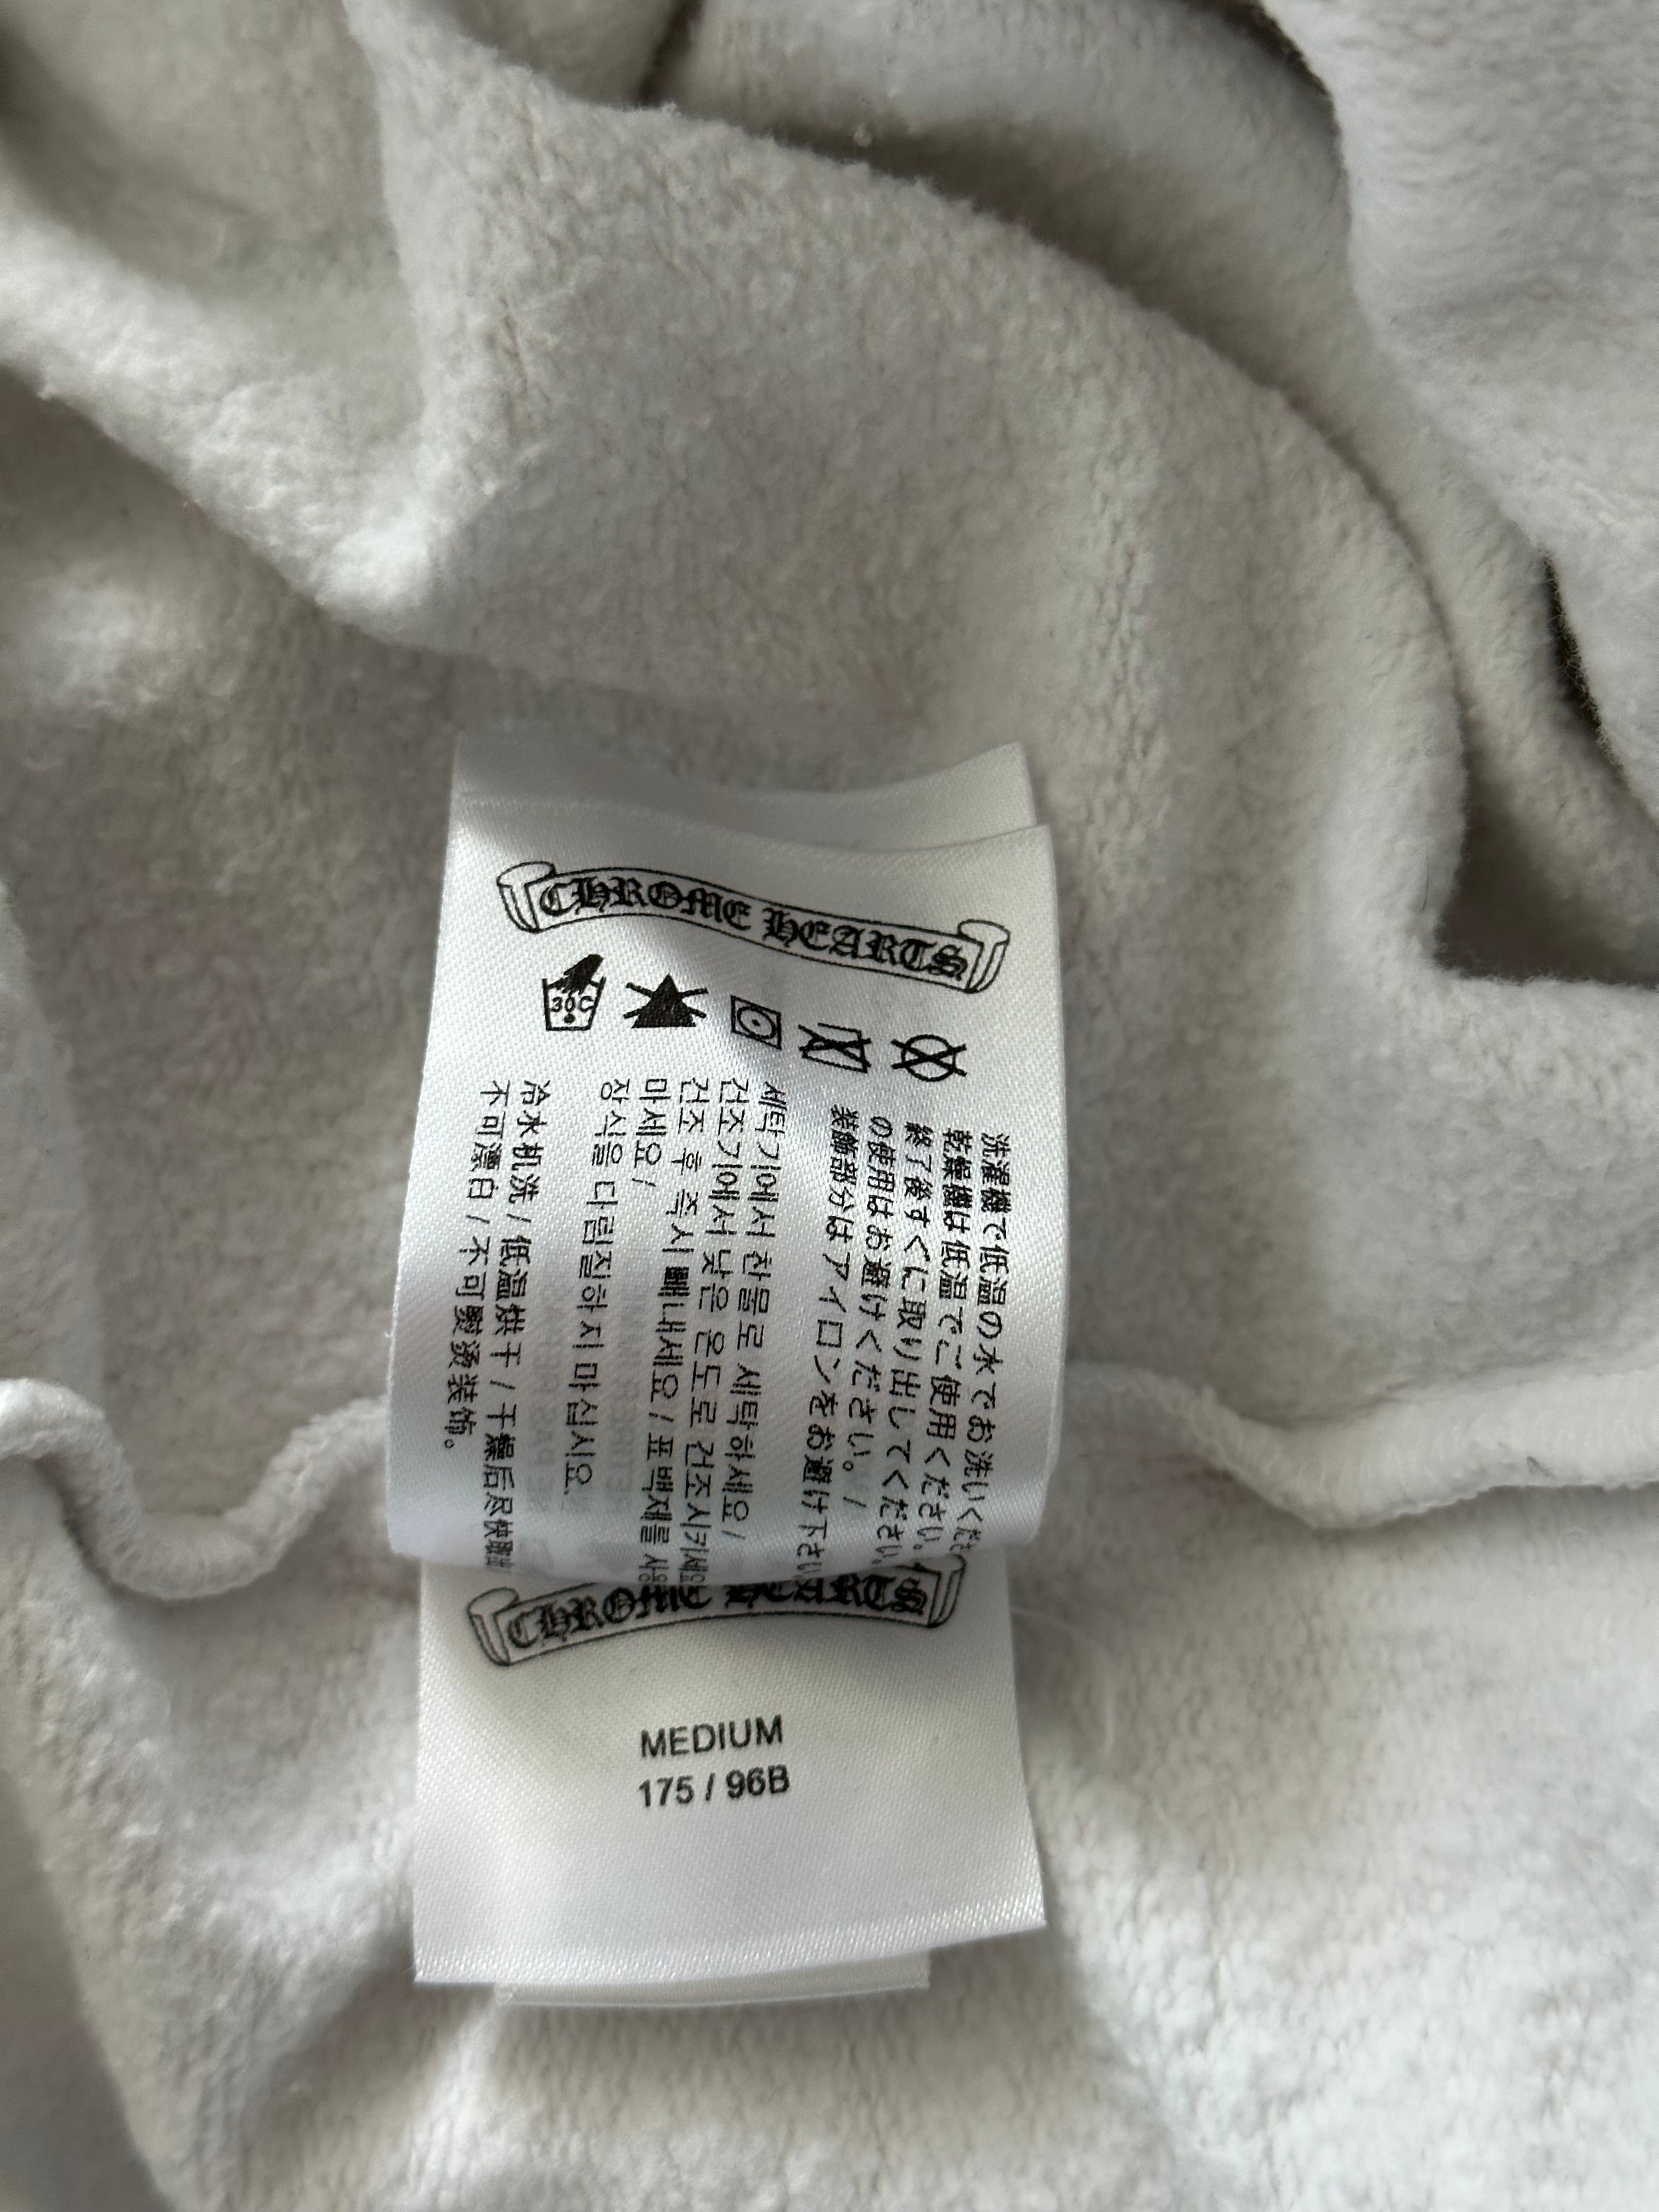 CHROME HEARTS
30C
洗濯機で低温の水でお洗いくだ
乾燥機は低温でご使用ください。
終了後すぐに取り出してください。
の使用はお避けください。 /
装飾部分はアイロンをお避け下さい
세탁기에서 찬물로 세탁하세요 /
건조기에서 낮은 온도로 건조시키세요
건조 후 즉시 빼내세요 / 표백제를 사용
마세요 /
장식을 다림질하지 마십시요.
冷水机洗 / 低温烘干 / 干燥后尽快取出
不可漂白 / 不可熨烫装饰。
CHROME HEARTS
MEDIUM
175 / 96B